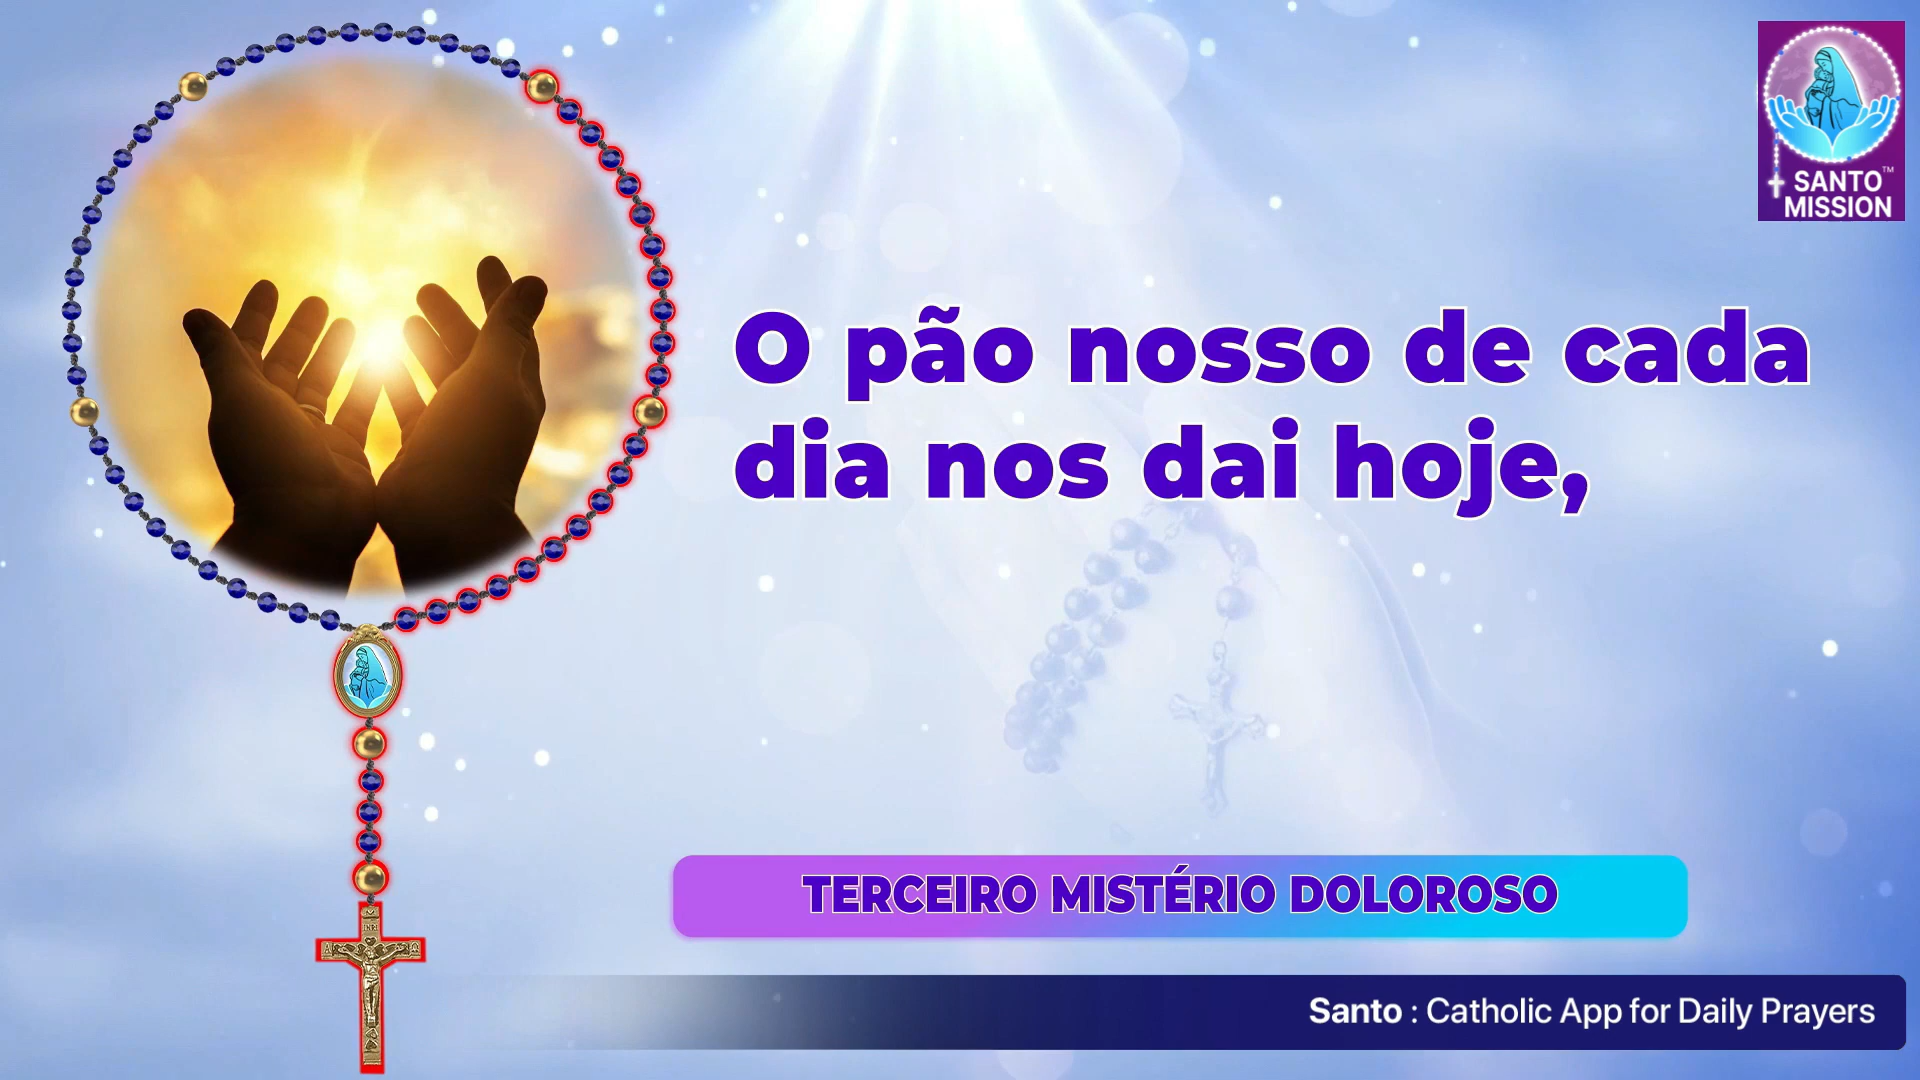 SANTO™
MISSION
O pão nosso de cada
dia nos dai hoje,
TERCEIRO MISTÉRIO DOLOROSO
INRI
Santo : Catholic App for Daily Prayers